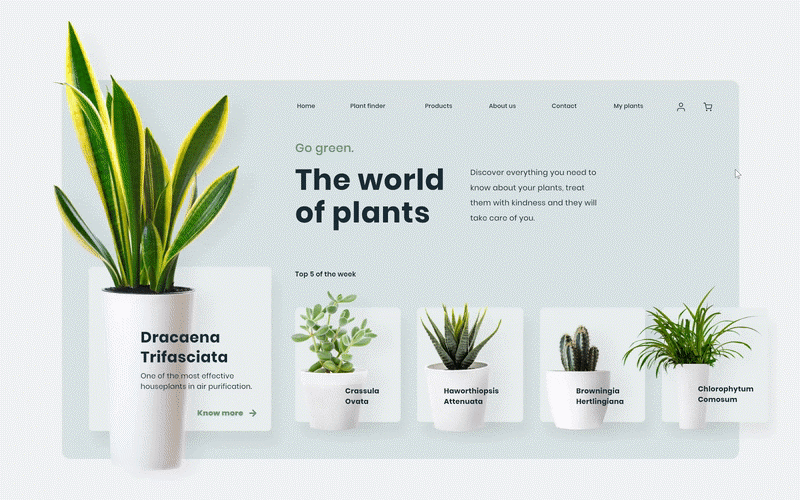 Home Plant finder Products About us Contact My plants
Go green.
The world
of plants
Discover everything you need to
know about your plants, treat
them with kindness and they will
take care of you.
Top 5 of the week
Dracaena
Trifasciata
One of the most effective
houseplants in air purification.
Know more
Crassula
Ovata
Haworthiopsis
Attenuata
Browningia
Hertlingiana
Chlorophytum
Comosum